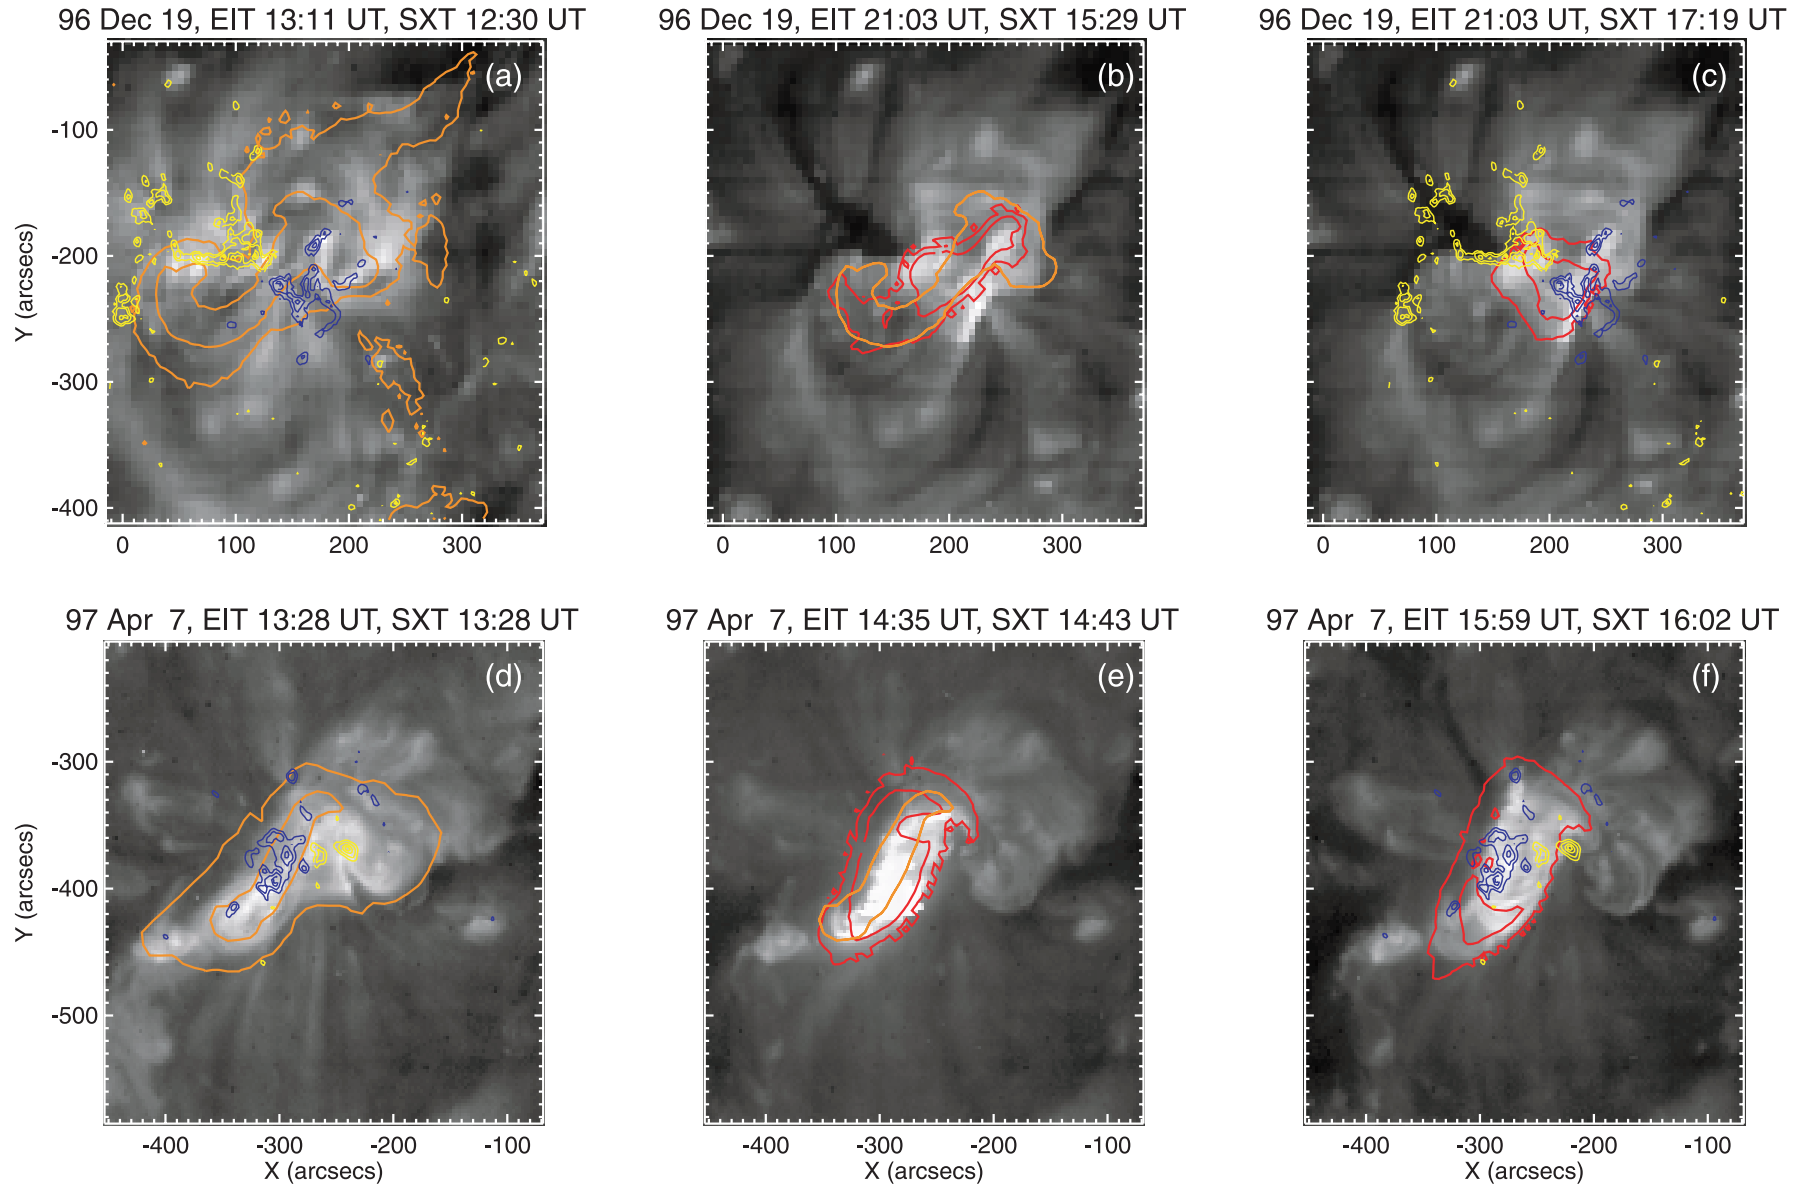 96 Dec 19, EIT 13:11 UT, SXT 12:30 UT
96 Dec 19, EIT 21:03 UT, SXT 15:29 UT
96 Dec 19, EIT 21:03 UT, SXT 17:19 UT
(a)
(b)
(c)
-100
-200
-300
-400
Y (arcsecs)
0 100 200 300
0 100 200 300
0 100 200 300
97 Apr 7, EIT 13:28 UT, SXT 13:28 UT
97 Apr 7, EIT 14:35 UT, SXT 14:43 UT
97 Apr 7, EIT 15:59 UT, SXT 16:02 UT
(d)
(e)
(f)
-300
-400
-500
Y (arcsecs)
-400 -300 -200 -100
-400 -300 -200 -100
-400 -300 -200 -100
X (arcsecs)
X (arcsecs)
X (arcsecs)